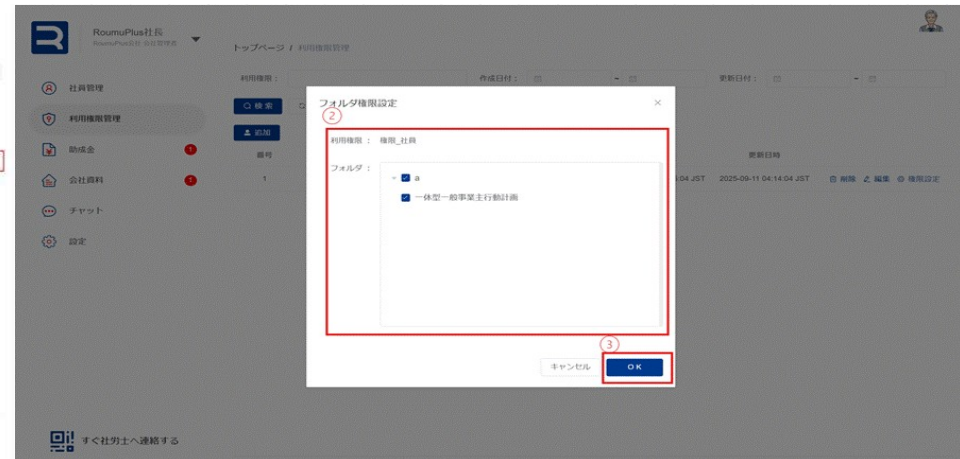 RoumuPlus社長
トップページ / 利用権限管理
社員管理
利用権限管理
助成金
1
会社資料
チャット
設定
すぐ社労士へ連絡する
利用権限：
作成日付：
-
更新日付：
-
検索
追加
番号
更新日時
1
:04 JST
2025-09-11 04:14:04 JST
削除
編集
権限設定
フォルダ権限設定
②
利用権限 ： 権限_社員
フォルダ ：
a
一体型一般事業主行動計画
③
キャンセル
OK